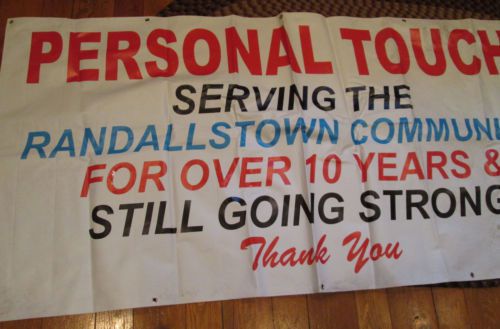 PERSONAL TOUCH
SERVING THE
RANDALLSTOWN COMMUNI
FOR OVER 10 YEARS &
STILL GOING STRONG
Thank You